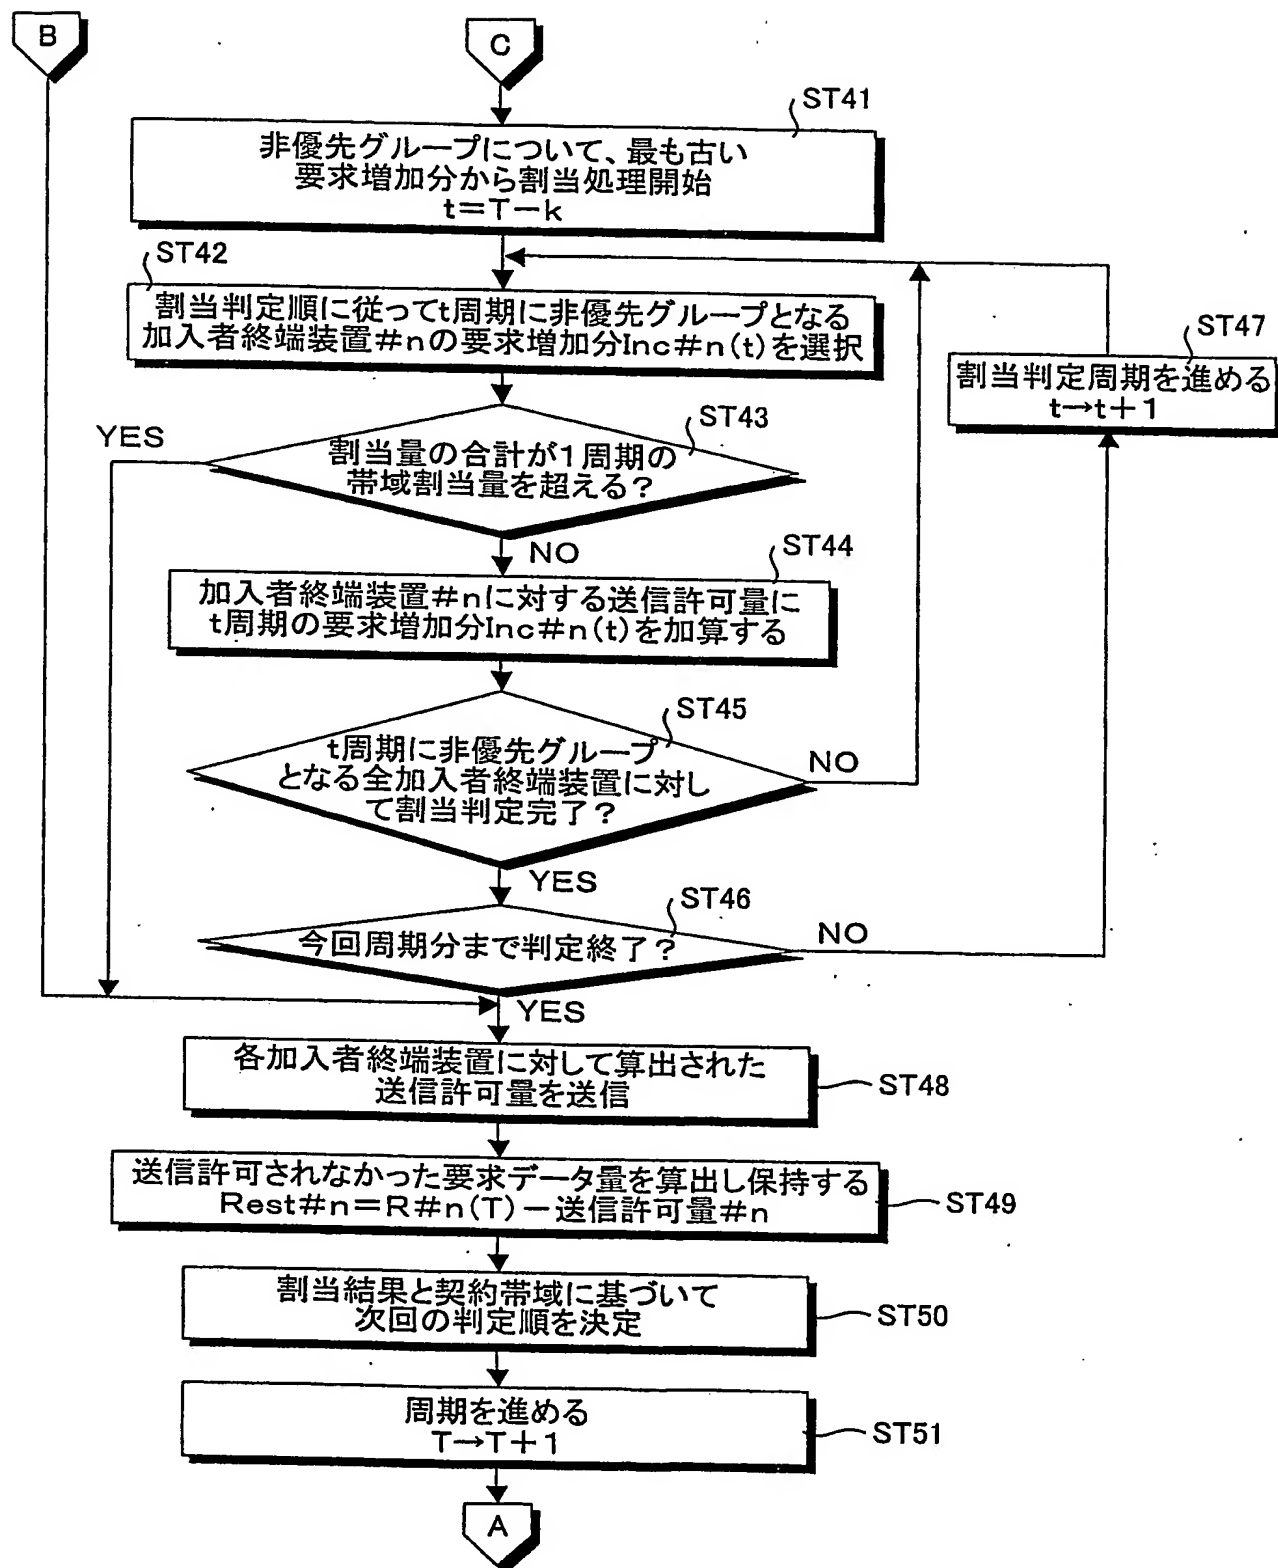 B
C
ST41
非優先グループについて、最も古い
要求増加分から割当処理開始
t=T-k
ST42
割当判定順に従ってt周期に非優先グループとなる
加入者終端装置#nの要求増加分Inc#n(t)を選択
ST47
割当判定周期を進める
t→t+1
YES
ST43
割当量の合計が1周期の
帯域割当量を超える?
NO
ST44
加入者終端装置#nに対する送信許可量に
t周期の要求増加分Inc#n(t)を加算する
ST45
t周期に非優先グループ
となる全加入者終端装置に対し
て割当判定完了?
NO
YES
ST46
今回周期分まで判定終了?
NO
YES
各加入者終端装置に対して算出された
送信許可量を送信
ST48
送信許可されなかった要求データ量を算出し保持する
Rest#n=R#n(T)-送信許可量#n
ST49
割当結果と契約帯域に基づいて
次回の判定順を決定
ST50
周期を進める
T→T+1
ST51
A